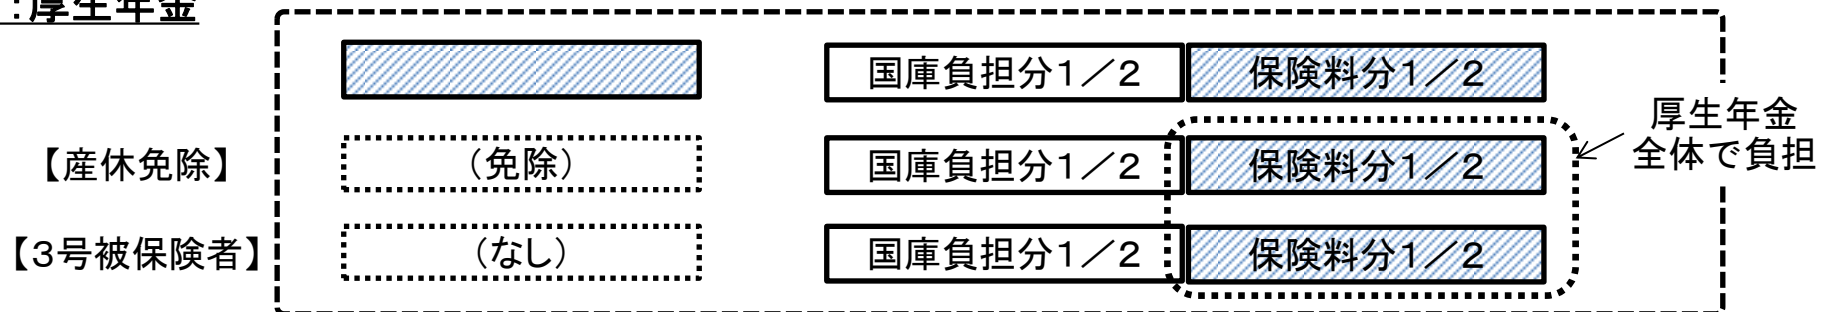 :厚生年金
国庫負担分1/2 保険料分1/2
厚生年金
全体で負担
【産休免除】 (免除) 国庫負担分1/2 保険料分1/2
【3号被保険者】 (なし) 国庫負担分1/2 保険料分1/2